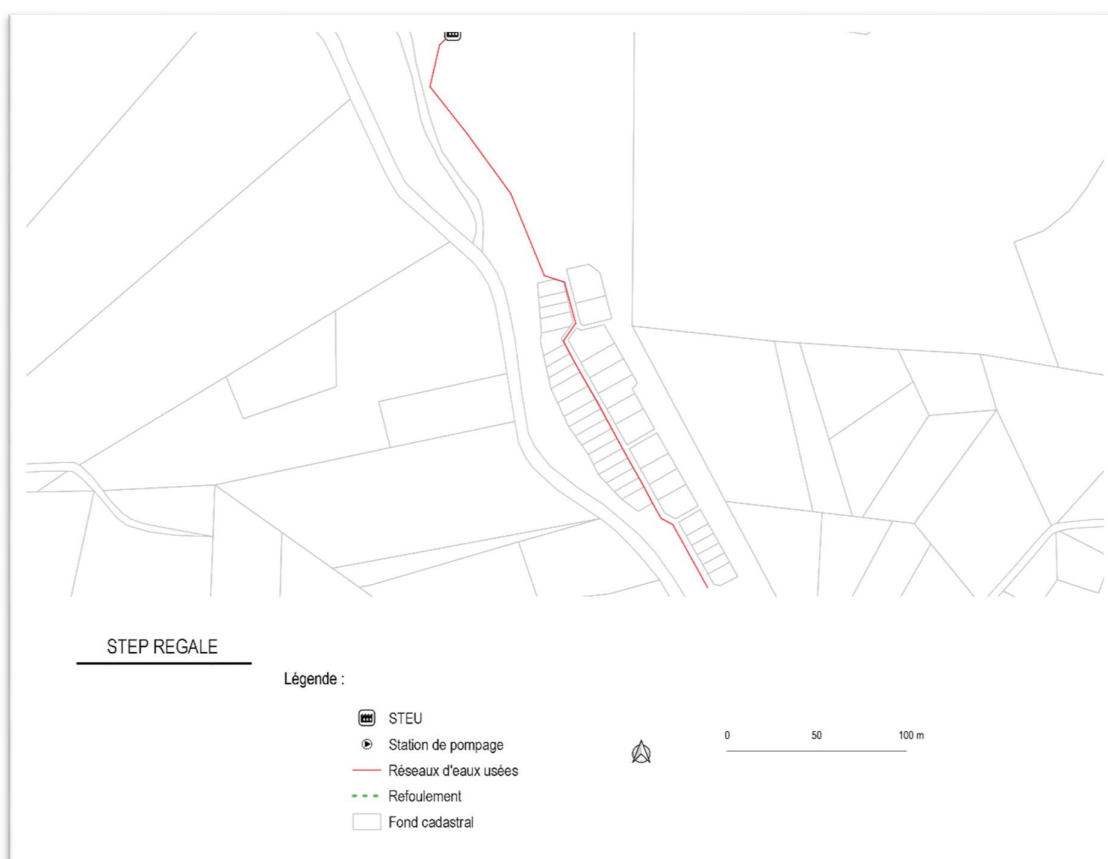 STEP REGALE
Légende :
STEU
Station de pompage
Réseaux d'eaux usées
Refoulement
Fond cadastral
0 50 100 m